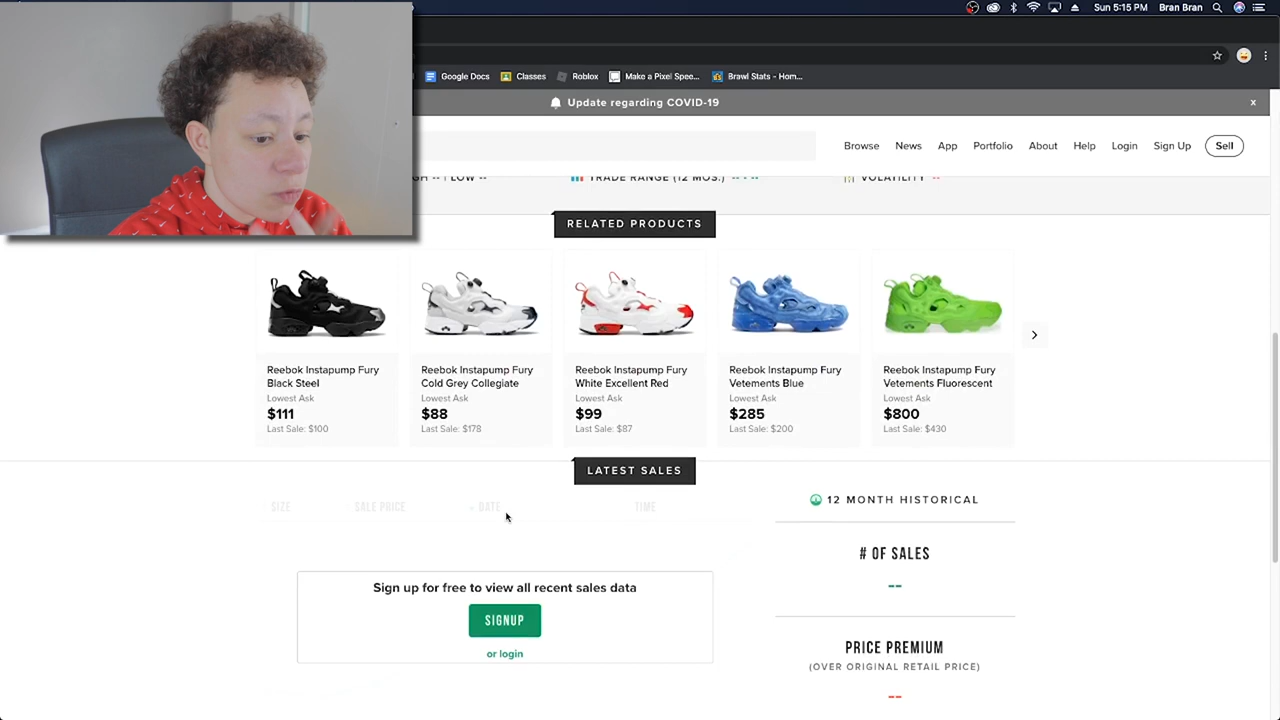 Sun 5:15 PM Bran Bran
Google Docs Classes Roblox Make a Pixel Spee... Brawl Stats - Hom...
Update regarding COVID-19 x
Browse News App Portfolio About Help Login Sign Up Sell
LOW -- TRADE RANGE (12 MOS.) -- - -- VOLATILITY --
RELATED PRODUCTS
Reebok Instapump Fury
Black Steel
Lowest Ask
$111
Last Sale: $100
Reebok Instapump Fury
Cold Grey Collegiate
Lowest Ask
$88
Last Sale: $178
Reebok Instapump Fury
White Excellent Red
Lowest Ask
$99
Last Sale: $87
Reebok Instapump Fury
Vetements Blue
Lowest Ask
$285
Last Sale: $200
Reebok Instapump Fury
Vetements Fluorescent
Lowest Ask
$800
Last Sale: $430
LATEST SALES
SIZE SALE PRICE DATE TIME
Sign up for free to view all recent sales data
SIGNUP
or login
12 MONTH HISTORICAL
# OF SALES
--
PRICE PREMIUM
(OVER ORIGINAL RETAIL PRICE)
--